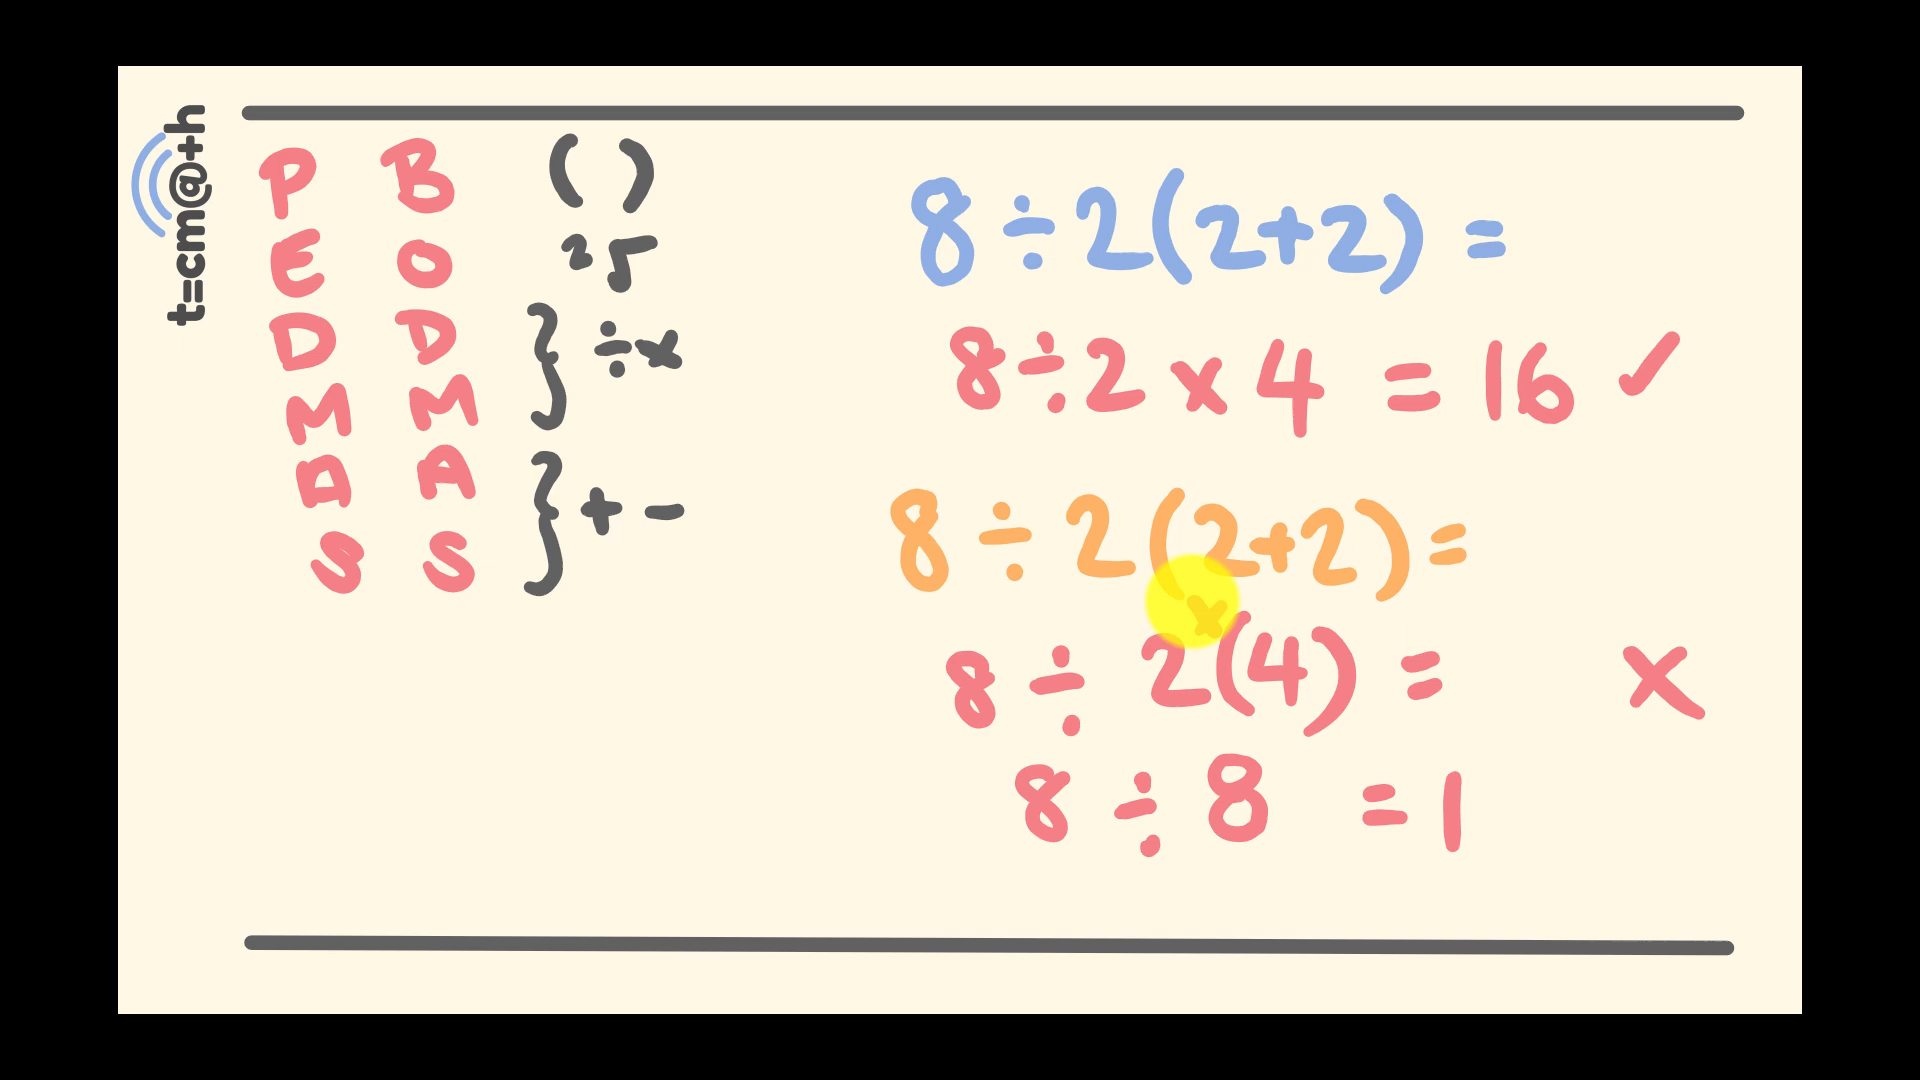 t=cm@+h
P B ( )
E O ² √
D D } ÷ ×
M M
A A } + −
S S
8 ÷ 2(2+2) =
8 ÷ 2 × 4 = 16 ✓
8 ÷ 2(2+2) =
×
8 ÷ 2(4) = ×
8 ÷ 8 = 1